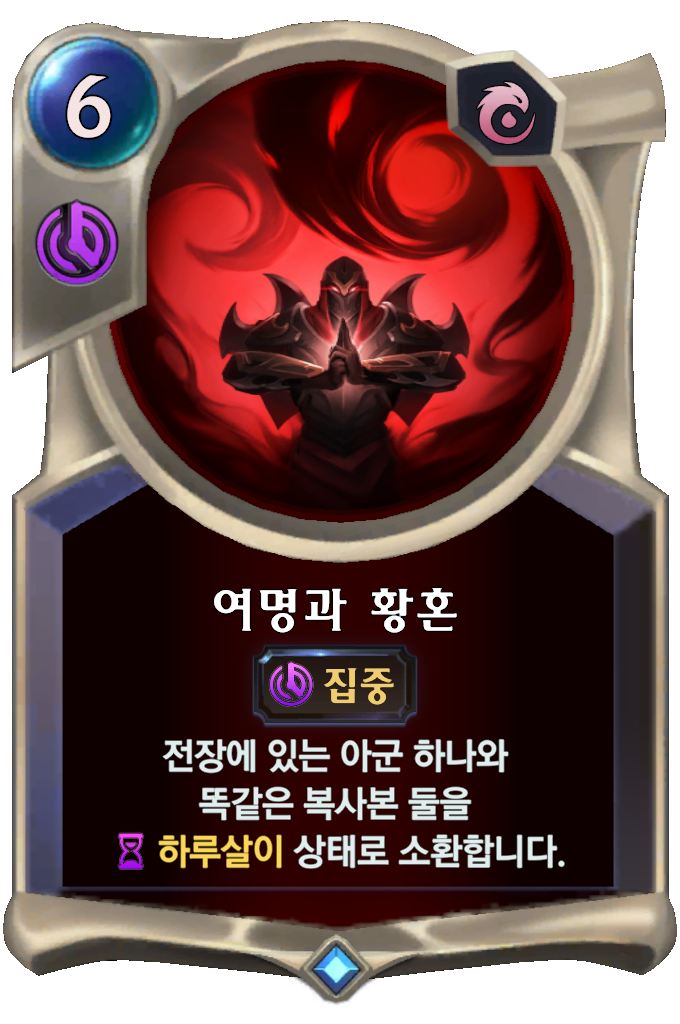 6
여명과 황혼
집중
전장에 있는 아군 하나와
똑같은 복사본 둘을
하루살이 상태로 소환합니다.